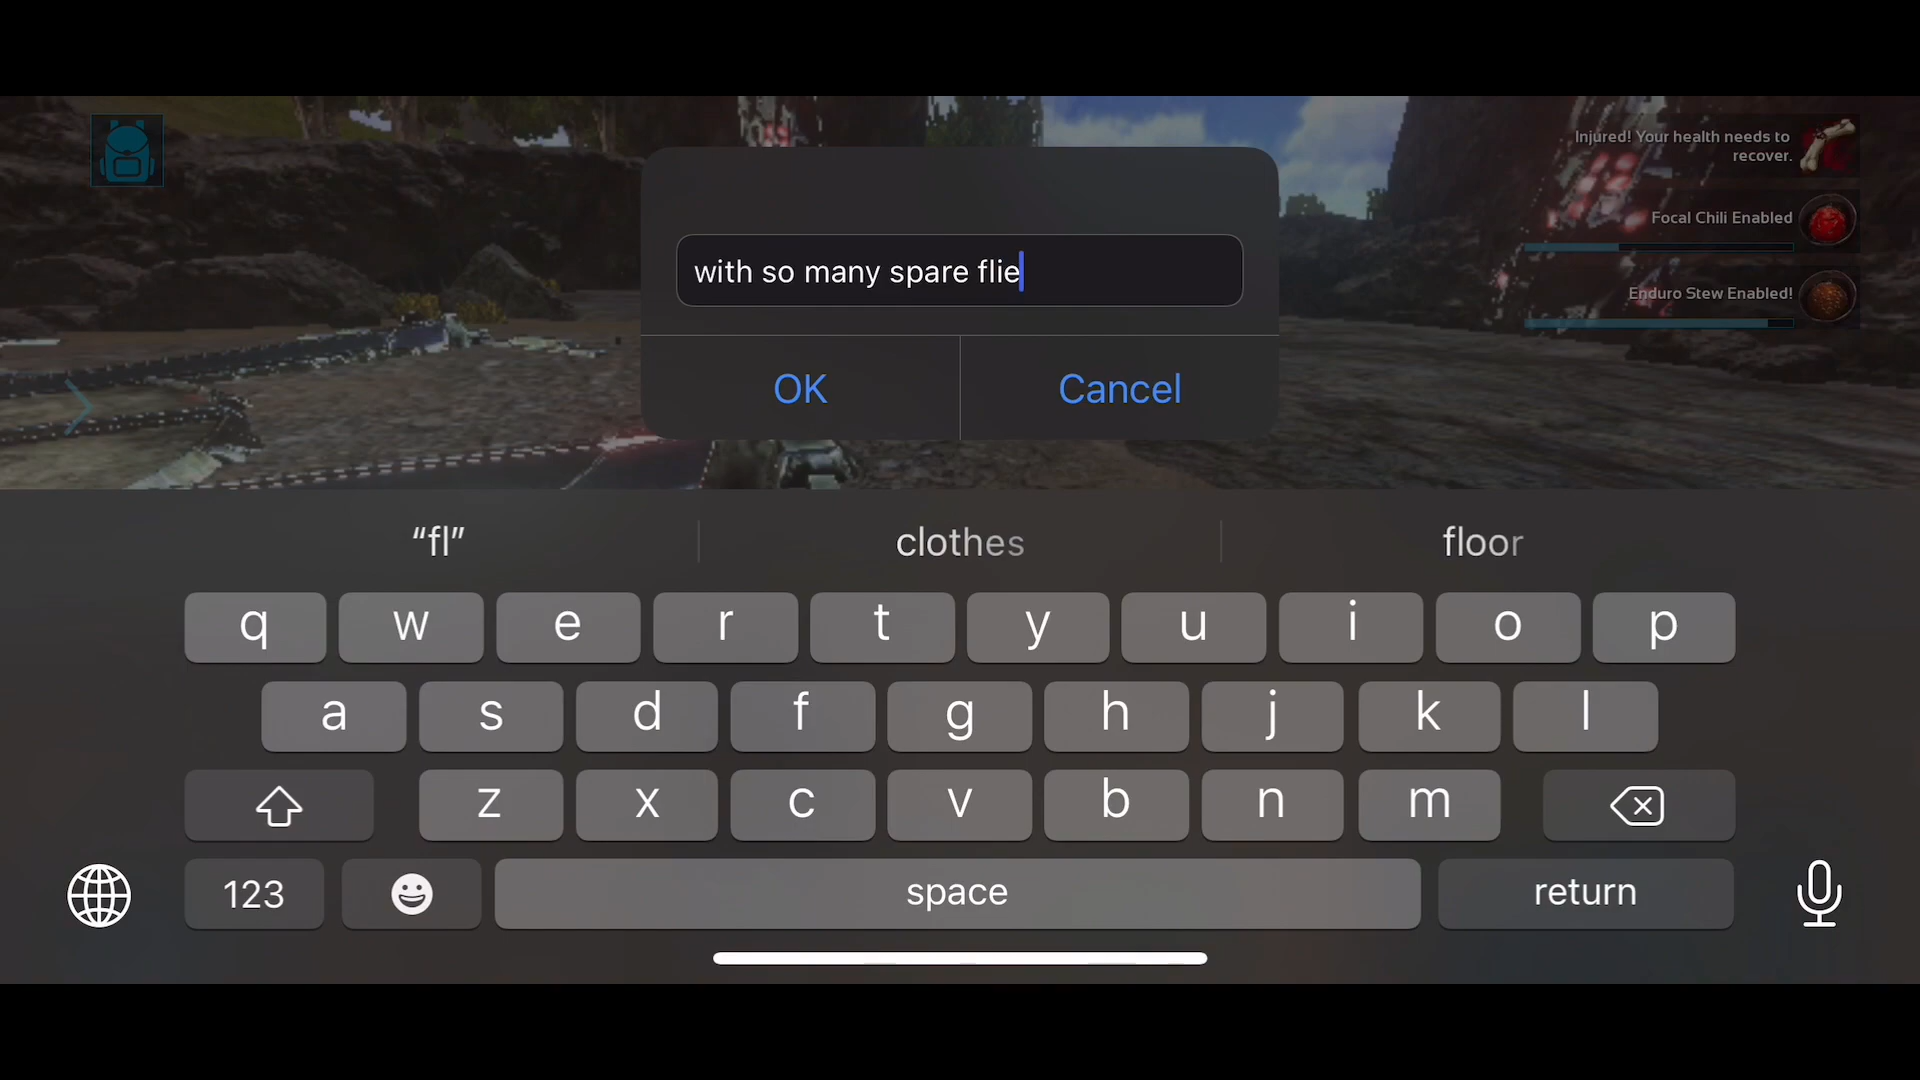 Injured! Your health needs to
recover.
Focal Chili Enabled
Enduro Stew Enabled!
with so many spare flie
OK
Cancel
“fl”
clothes
floor
q w e r t y u i o p
a s d f g h j k l
z x c v b n m
123
space
return